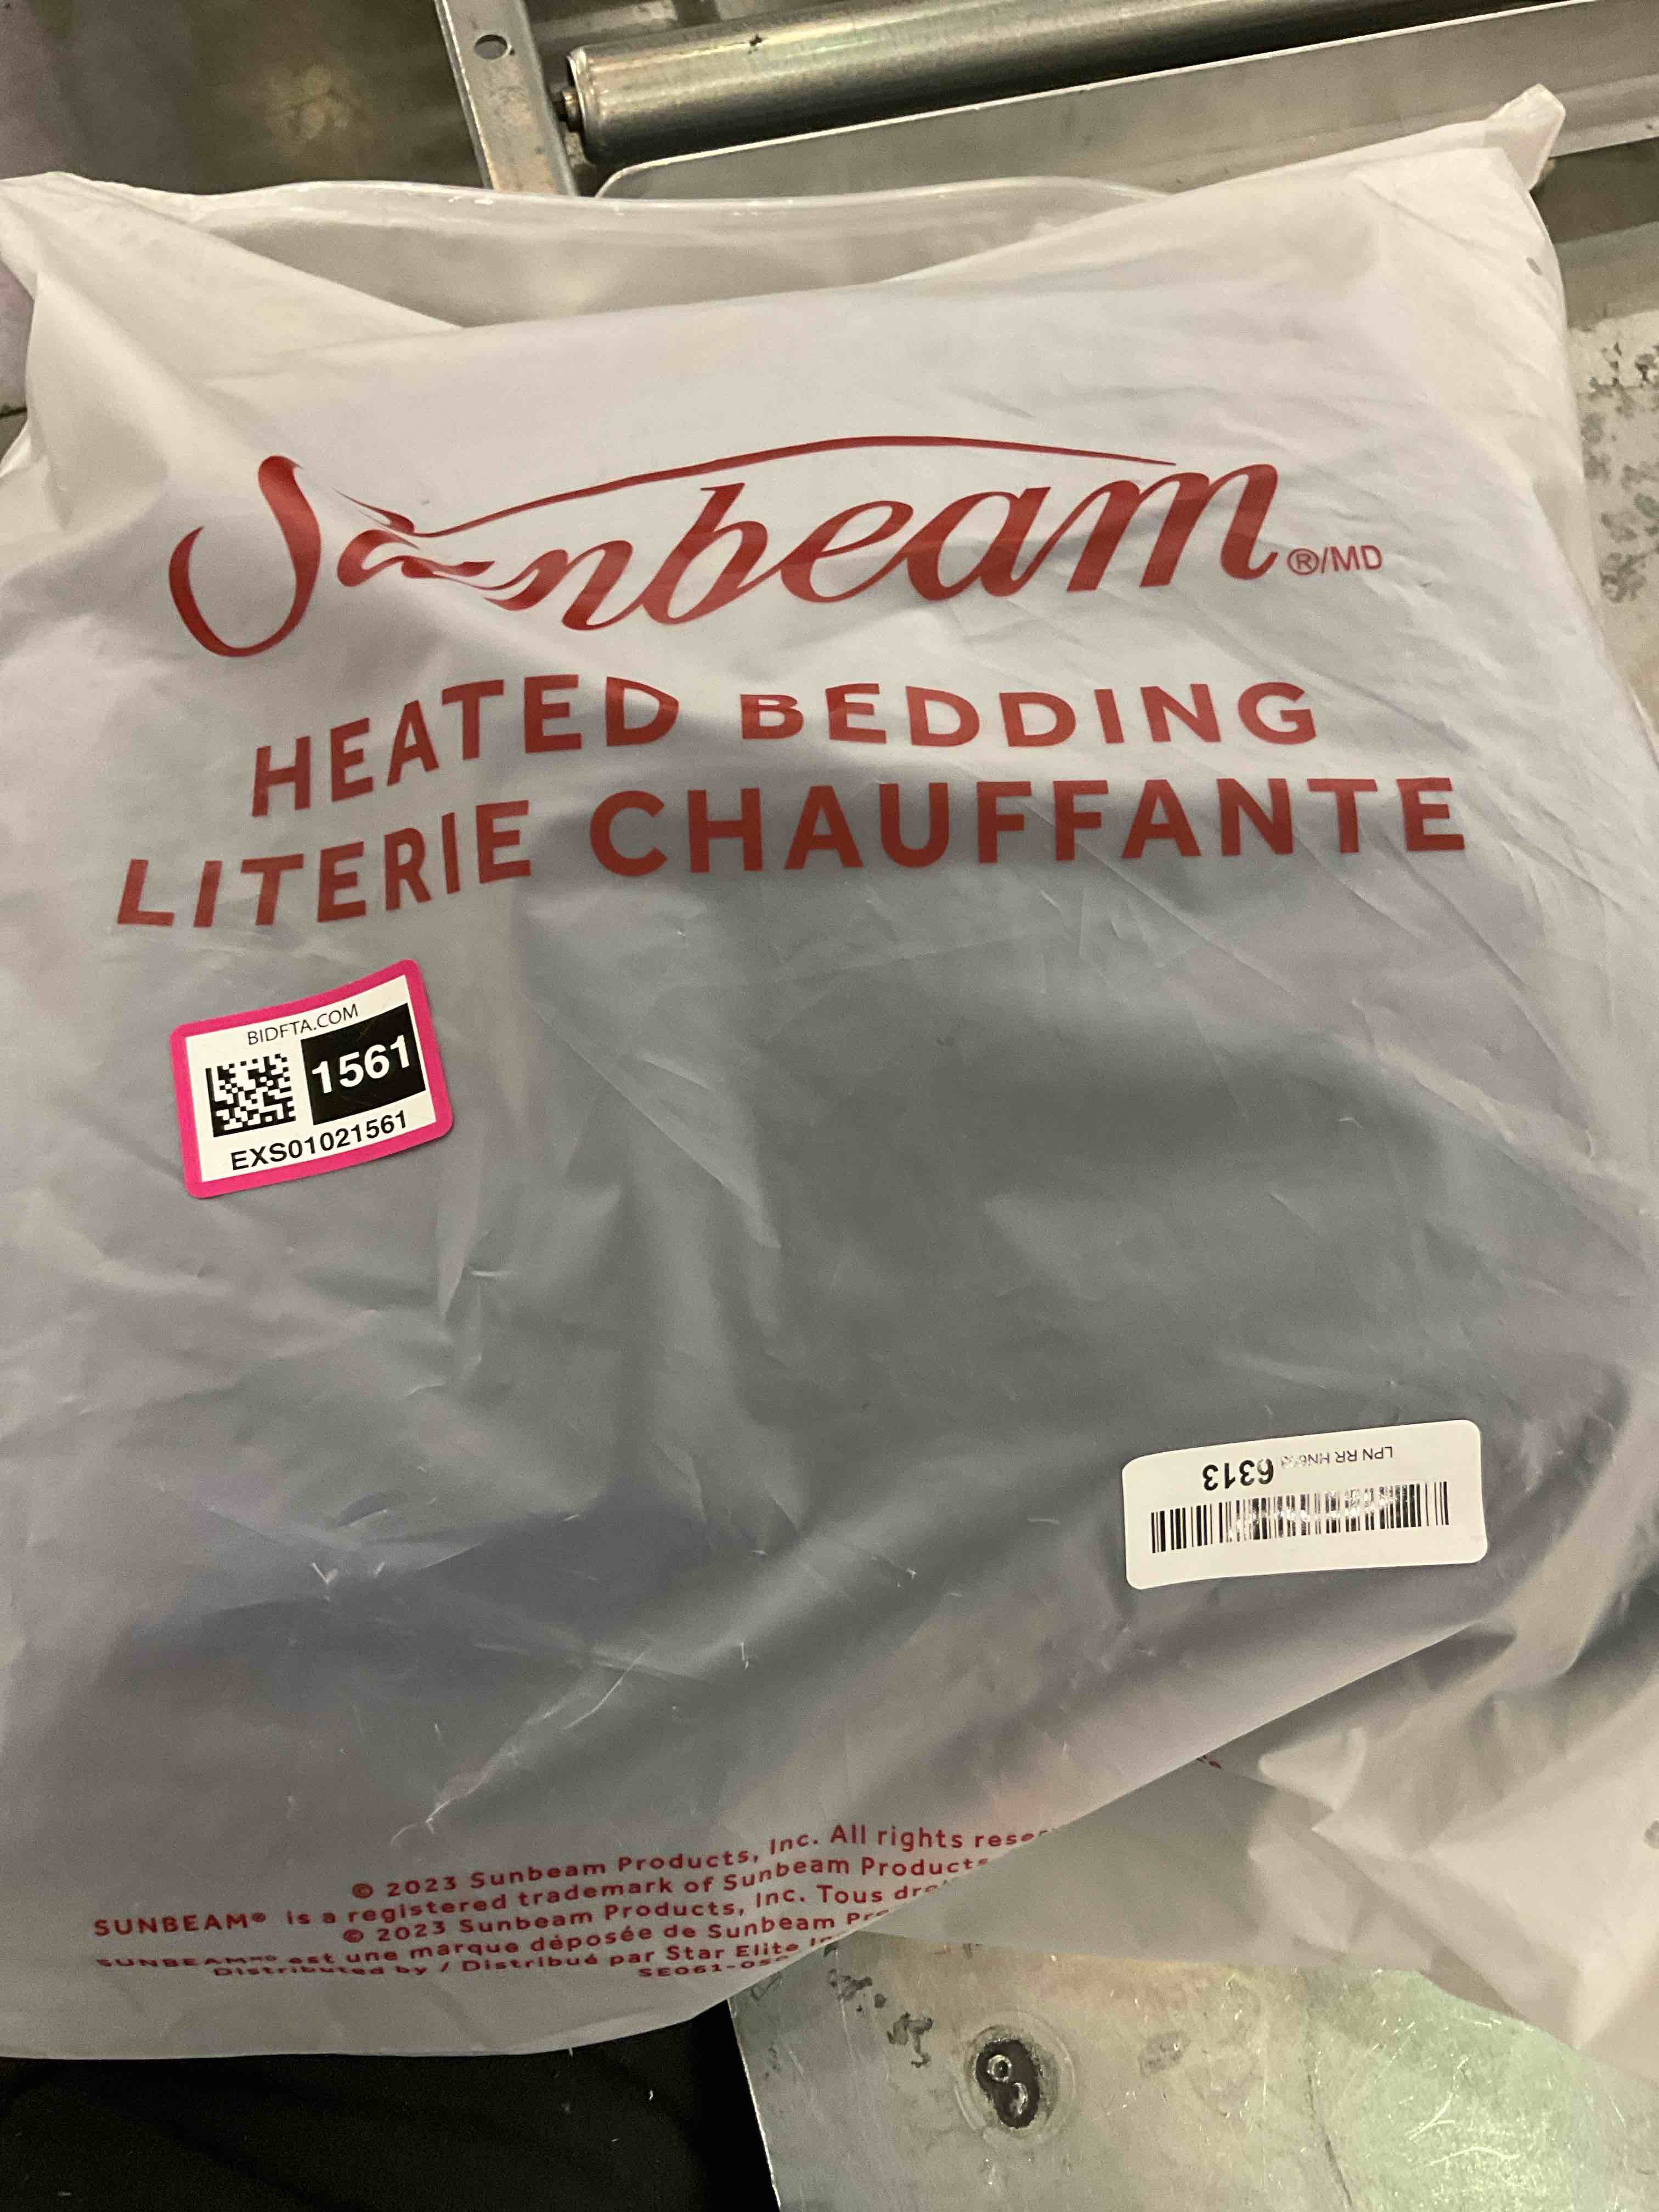 Sunbeam®/MD
HEATED BEDDING
LITERIE CHAUFFANTE
BIDFTA.COM
1561
EXS01021561
LPN RR
6313
© 2023 Sunbeam Products, Inc. All rights
SUNBEAM® is a registered trademark of Sunbeam
© 2023 Sunbeam Products, Inc. Tous
SUNBEAMMD est une marque déposée de Sunbeam
Distributed by / Distribué par Star Elite